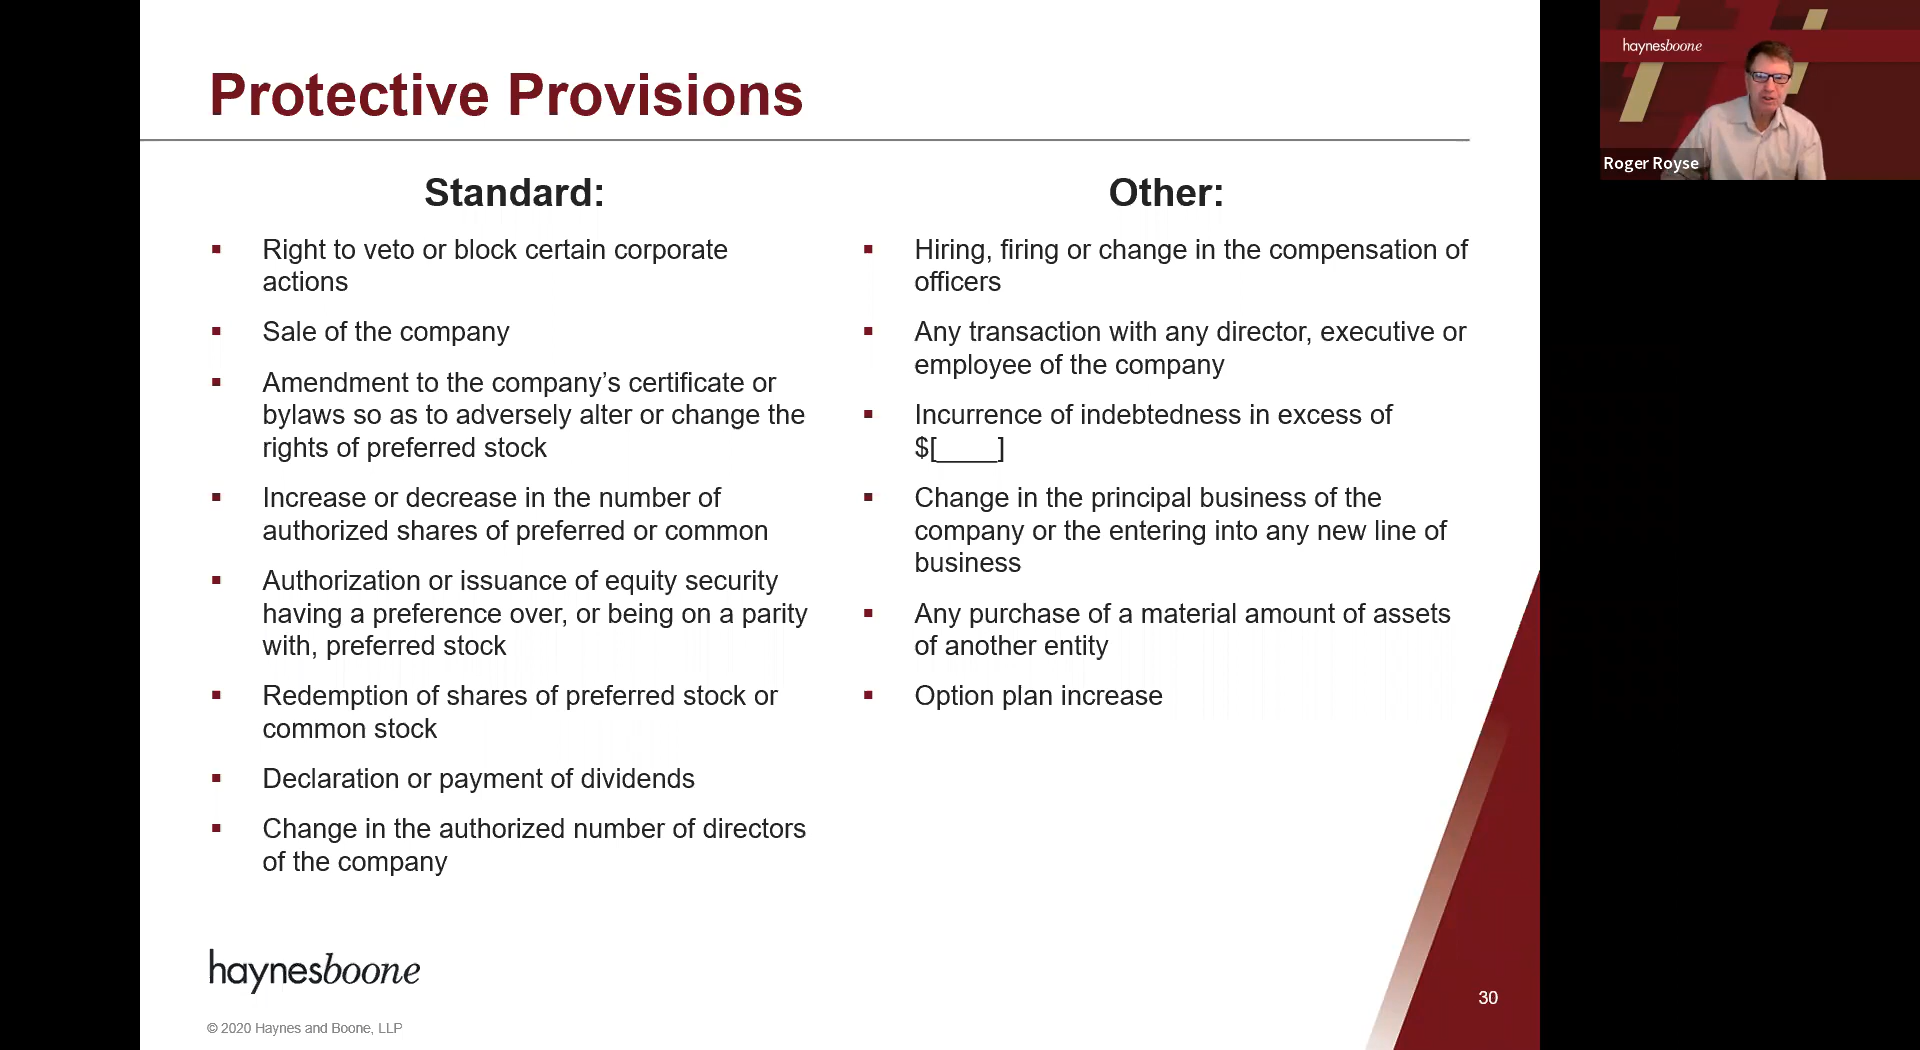 Protective Provisions
Standard:
Right to veto or block certain corporate
actions
Sale of the company
Amendment to the company’s certificate or
bylaws so as to adversely alter or change the
rights of preferred stock
Increase or decrease in the number of
authorized shares of preferred or common
Authorization or issuance of equity security
having a preference over, or being on a parity
with, preferred stock
Redemption of shares of preferred stock or
common stock
Declaration or payment of dividends
Change in the authorized number of directors
of the company
Other:
Hiring, firing or change in the compensation of
officers
Any transaction with any director, executive or
employee of the company
Incurrence of indebtedness in excess of
$[____]
Change in the principal business of the
company or the entering into any new line of
business
Any purchase of a material amount of assets
of another entity
Option plan increase
haynesboone
© 2020 Haynes and Boone, LLP
30
haynesboone
Roger Royse